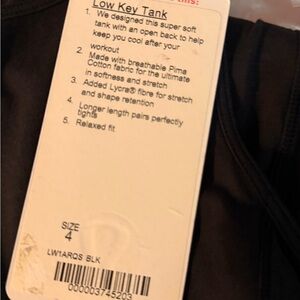 this:
Low Key Tank
1. We designed this super soft
tank with an open back to help
keep you cool after your
workout
2. Made with breathable Pima
Cotton fabric for the ultimate
in softness and stretch
3. Added Lycra® fibre for stretch
and shape retention
4. Longer length pairs perfectly
tights
5. Relaxed fit
SIZE
4
LW1ARQS BLK
000003745203